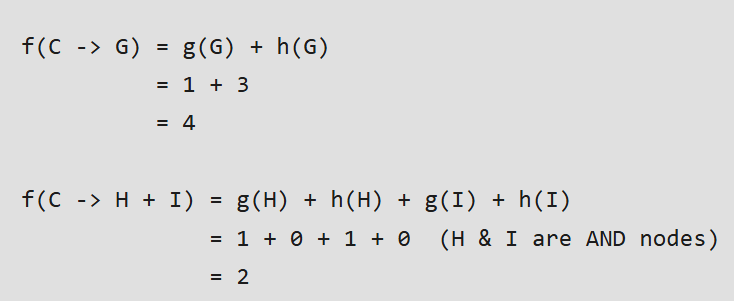 f(C -> G) = g(G) + h(G)
= 1 + 3
= 4
f(C -> H + I) = g(H) + h(H) + g(I) + h(I)
= 1 + 0 + 1 + 0 (H & I are AND nodes)
= 2